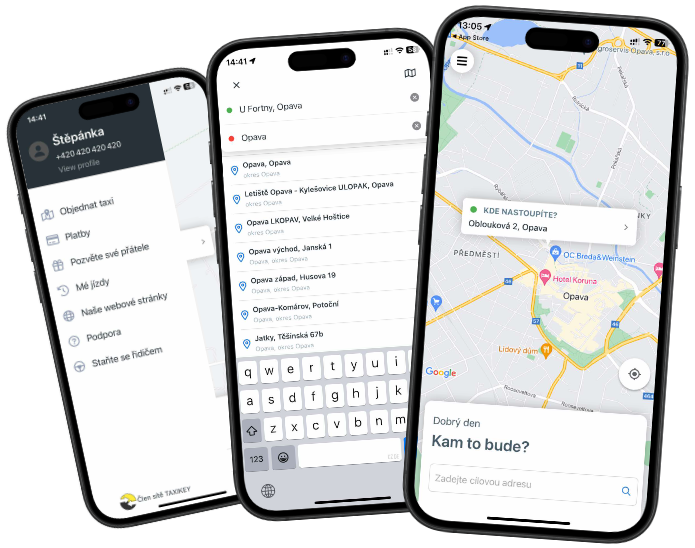 14:41
Štěpánka
+420 420 420 420
View profile
Objednat taxi
Platby
Pozvěte své přátele
Mé jízdy
Naše webové stránky
Podpora
Staňte se řidičem
Člen sítě TAXIKEY
14:41
U Fortny, Opava
Opava
Opava, Opava
okres Opava
Letiště Opava - Kylešovice ULOPAK, Opava
okres Opava
Opava LKOPAV, Velké Hoštice
okres Opava
Opava východ, Janská 1
Opava, okres Opava
Opava západ, Husova 19
Opava, okres Opava
Opava-Komárov, Potoční
Opava, okres Opava
Jatky, Těšínská 67b
Opava, okres Opava
q w e r t y u i
a s d f g h j k
z x c v b n m
123
13:05
77
App Store
groservis Opava, s.r.o.
KDE NASTOUPÍTE?
Oblouková 2, Opava
PŘEDMĚSTÍ
OC Breda&Weinstein
Hotel Koruna
Opava
Lidový dům
Google
Dobrý den
Kam to bude?
Zadejte cílovou adresu